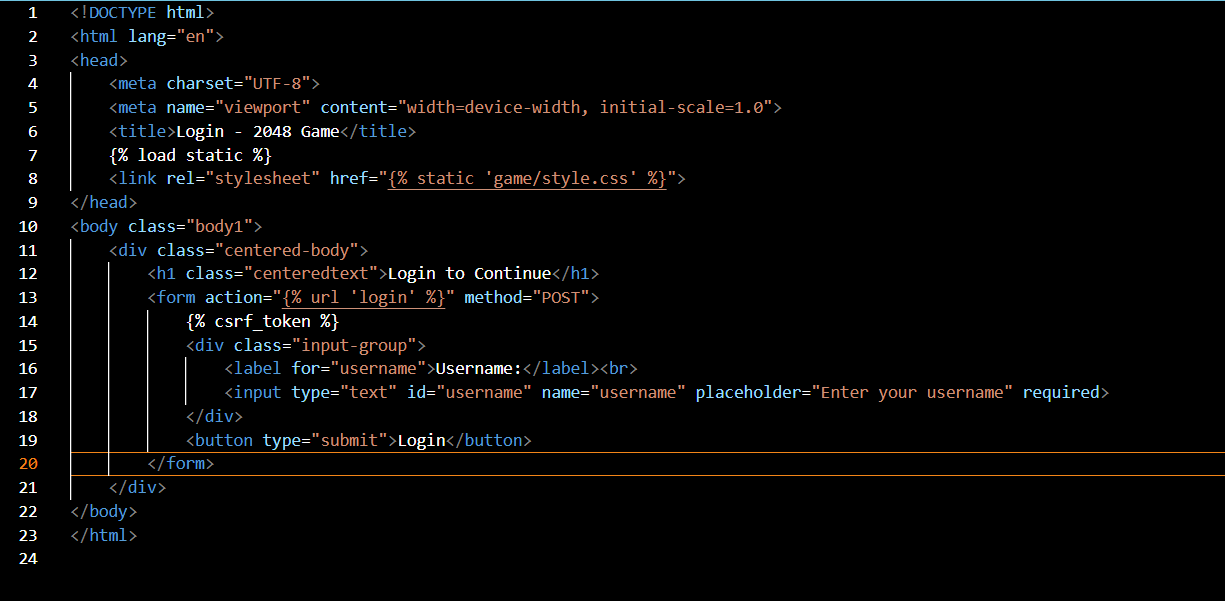 1 <!DOCTYPE html>
2 <html lang="en">
3 <head>
4     <meta charset="UTF-8">
5     <meta name="viewport" content="width=device-width, initial-scale=1.0">
6     <title>Login - 2048 Game</title>
7     {% load static %}
8     <link rel="stylesheet" href="{% static 'game/style.css' %}">
9 </head>
10 <body class="body1">
11     <div class="centered-body">
12         <h1 class="centeredtext">Login to Continue</h1>
13         <form action="{% url 'login' %}" method="POST">
14             {% csrf_token %}
15             <div class="input-group">
16                 <label for="username">Username:</label><br>
17                 <input type="text" id="username" name="username" placeholder="Enter your username" required>
18             </div>
19             <button type="submit">Login</button>
20         </form>
21     </div>
22 </body>
23 </html>
24